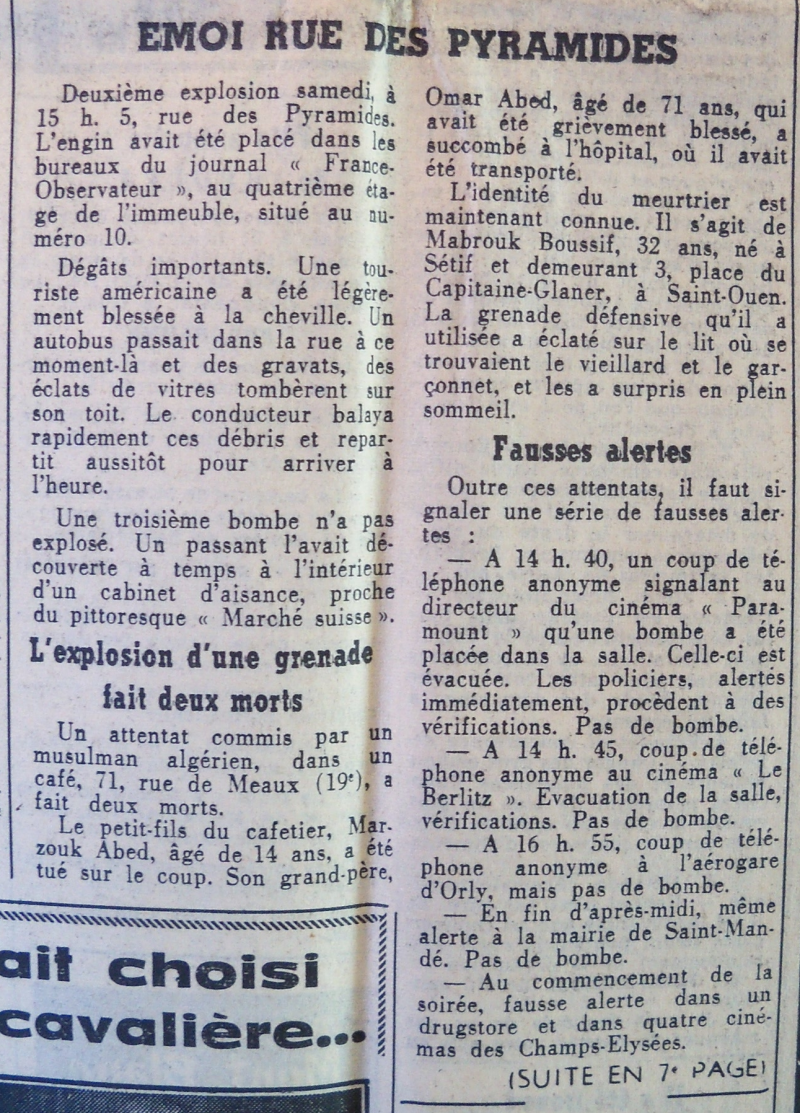 EMOI RUE DES PYRAMIDES
Deuxième explosion samedi, à
15 h. 5, rue des Pyramides.
L'engin avait été placé dans les
bureaux du journal « France-
Observateur », au quatrième éta-
ge de l'immeuble, situé au nu-
méro 10.
Dégâts importants. Une tou-
riste américaine a été légère-
ment blessée à la cheville. Un
autobus passait dans la rue à ce
moment-là et des gravats, des
éclats de vitres tombèrent sur
son toit. Le conducteur balaya
rapidement ces débris et repar-
tit aussitôt pour arriver à
l'heure.
Une troisième bombe n'a pas
explosé. Un passant l'avait dé-
couverte à temps à l'intérieur
d'un cabinet d'aisance, proche
du pittoresque « Marché suisse ».
L'explosion d'une grenade
fait deux morts
Un attentat commis par un
musulman algérien, dans un
café, 71, rue de Meaux (19e), a
fait deux morts.
Le petit-fils du cafetier, Mar-
zouk Abed, âgé de 14 ans, a été
tué sur le coup. Son grand-père,
Omar Abed, âgé de 71 ans, qui
avait été grièvement blessé, a
succombé à l'hôpital, où il avait
été transporté.
L'identité du meurtrier est
maintenant connue. Il s'agit de
Mabrouk Boussif, 32 ans, né à
Sétif et demeurant 3, place du
Capitaine-Glaner, à Saint-Ouen.
La grenade défensive qu'il a
utilisée a éclaté sur le lit où se
trouvaient le vieillard et le gar-
çonnet, et les a surpris en plein
sommeil.
Fausses alertes
Outre ces attentats, il faut si-
gnaler une série de fausses aler-
tes :
— A 14 h. 40, un coup de té-
léphone anonyme signalant au
directeur du cinéma « Para-
mount » qu'une bombe a été
placée dans la salle. Celle-ci est
évacuée. Les policiers, alertés
immédiatement, procèdent à des
vérifications. Pas de bombe.
— A 14 h. 45, coup de télé-
phone anonyme au cinéma « Le
Berlitz ». Evacuation de la salle,
vérifications. Pas de bombe.
— A 16 h. 55, coup de télé-
phone anonyme à l'aérogare
d'Orly, mais pas de bombe.
— En fin d'après-midi, même
alerte à la mairie de Saint-Man-
dé. Pas de bombe.
— Au commencement de la
soirée, fausse alerte dans un
drugstore et dans quatre ciné-
mas des Champs-Elysées.
(SUITE EN 7e PAGE)
ait choisi
cavalière...